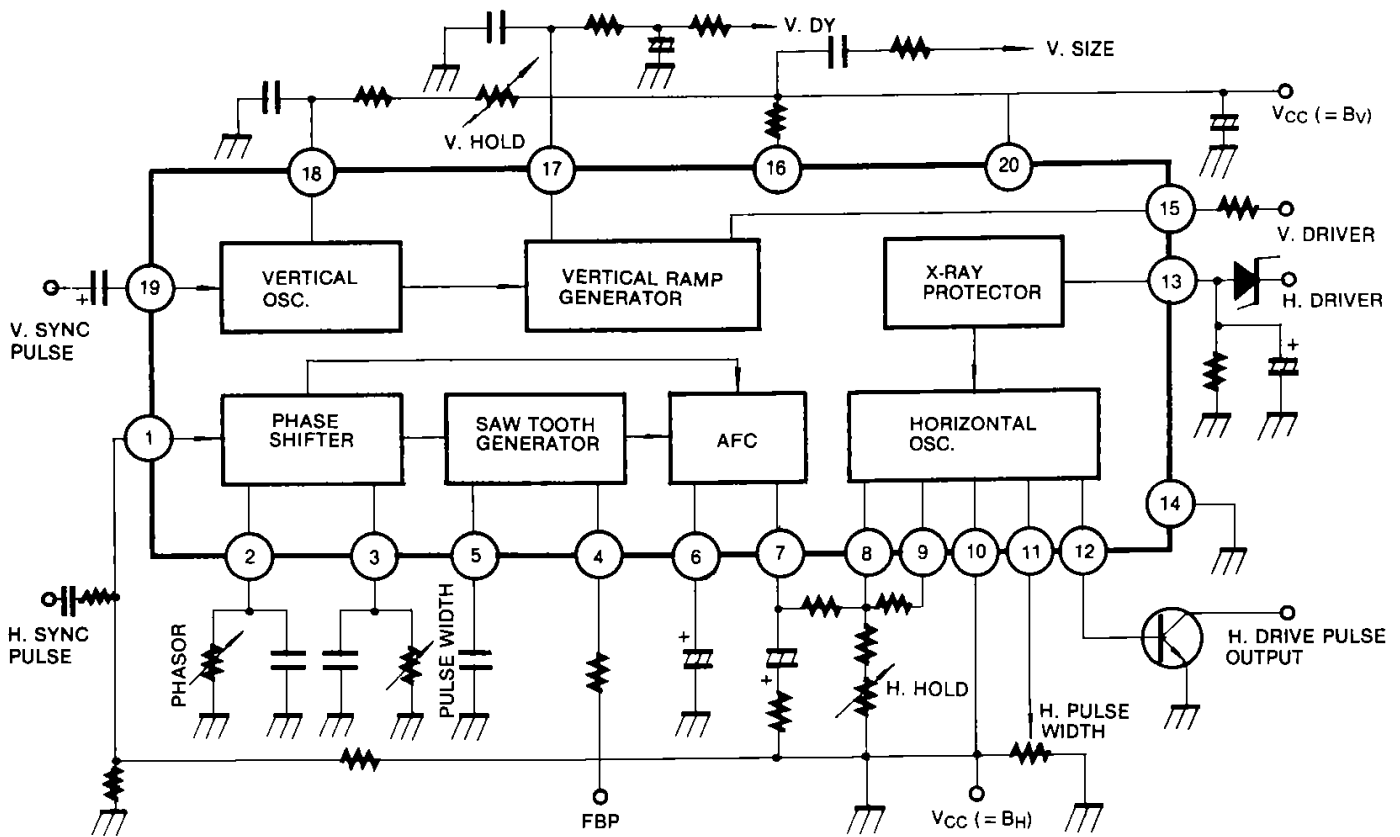 V. DY
V. SIZE
V. HOLD
VCC (= BV)
18
17
16
20
15
V. DRIVER
19
VERTICAL
OSC.
VERTICAL RAMP
GENERATOR
X-RAY
PROTECTOR
13
H. DRIVER
+
V. SYNC
PULSE
+
1
PHASE
SHIFTER
SAW TOOTH
GENERATOR
AFC
HORIZONTAL
OSC.
14
2
3
5
4
6
7
8
9
10
11
12
H. SYNC
PULSE
PHASOR
PULSE WIDTH
+
+
H. HOLD
H. PULSE
WIDTH
H. DRIVE PULSE
OUTPUT
FBP
VCC (= BH)